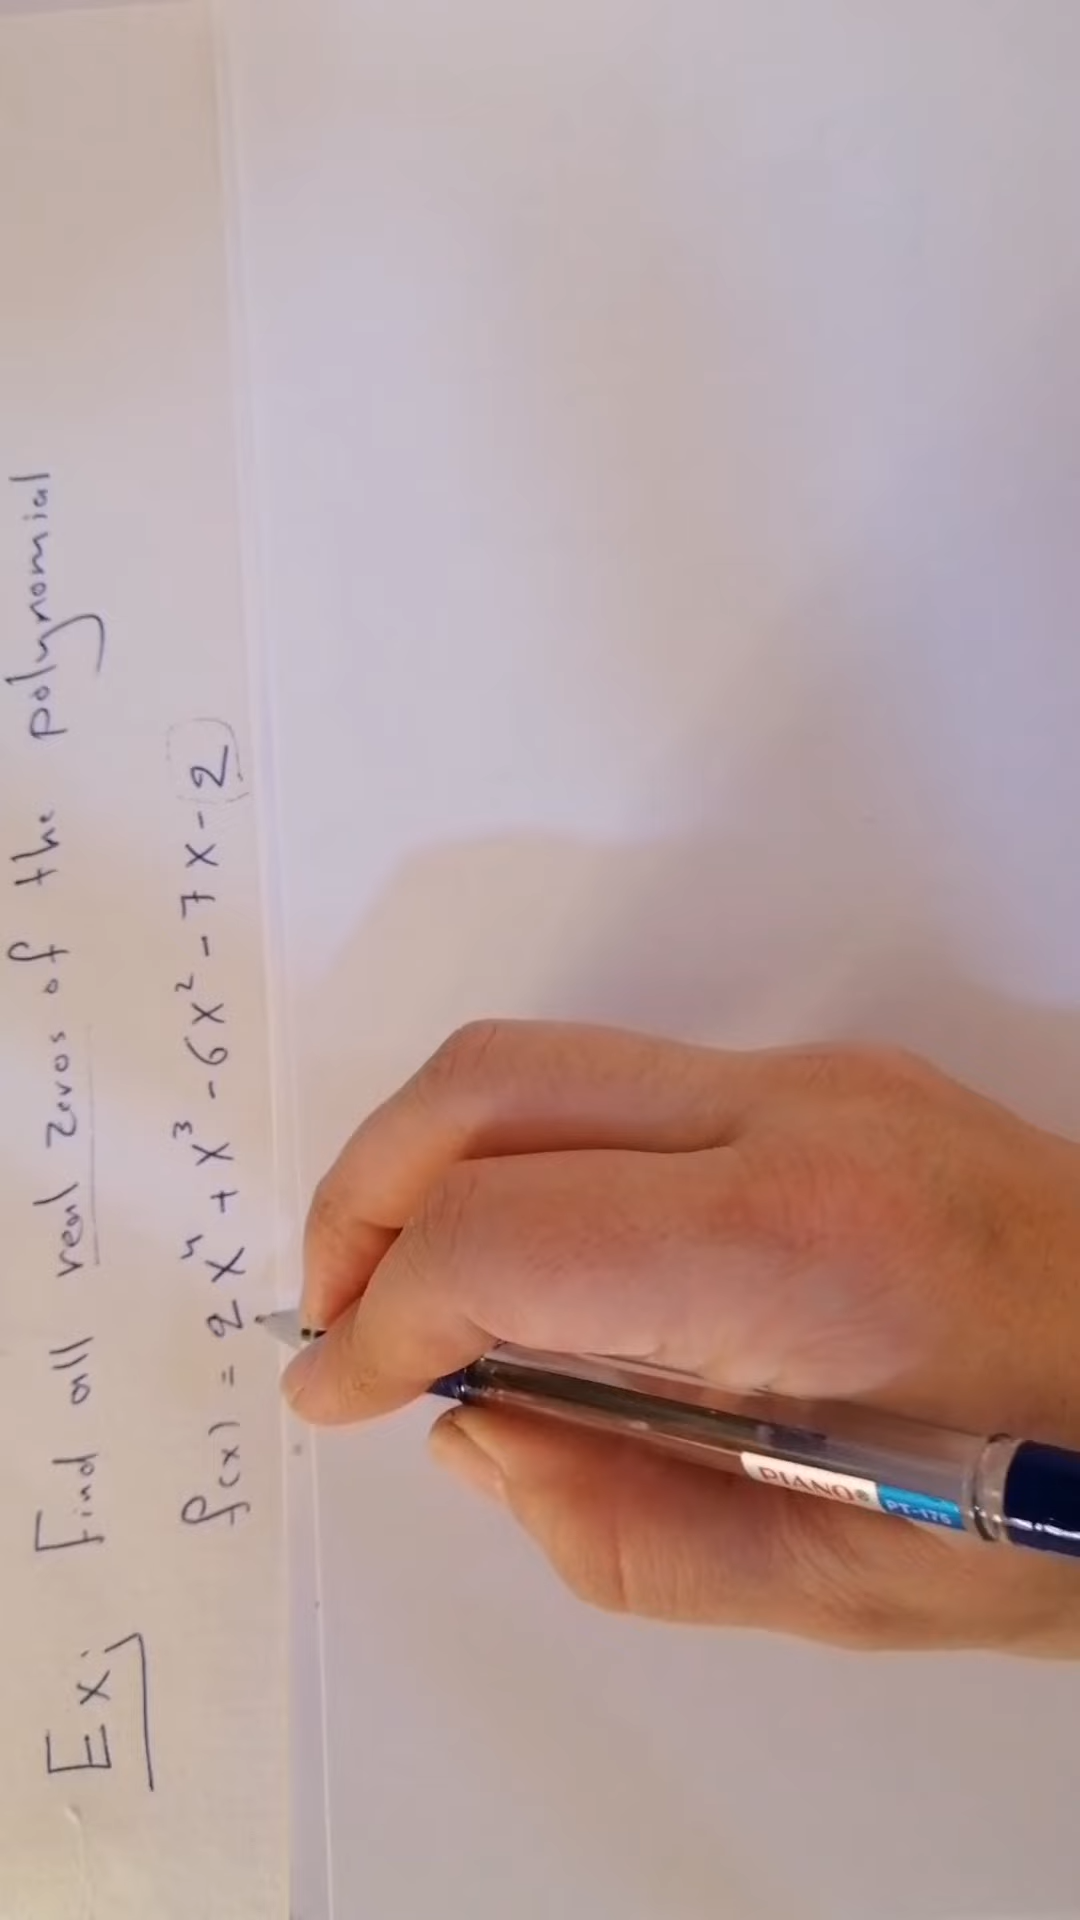 Ex; Find all real zeros of the polynomial
f(x) = 2x⁴ + x³ - 6x² - 7x - 2
PIANO®
PT-175